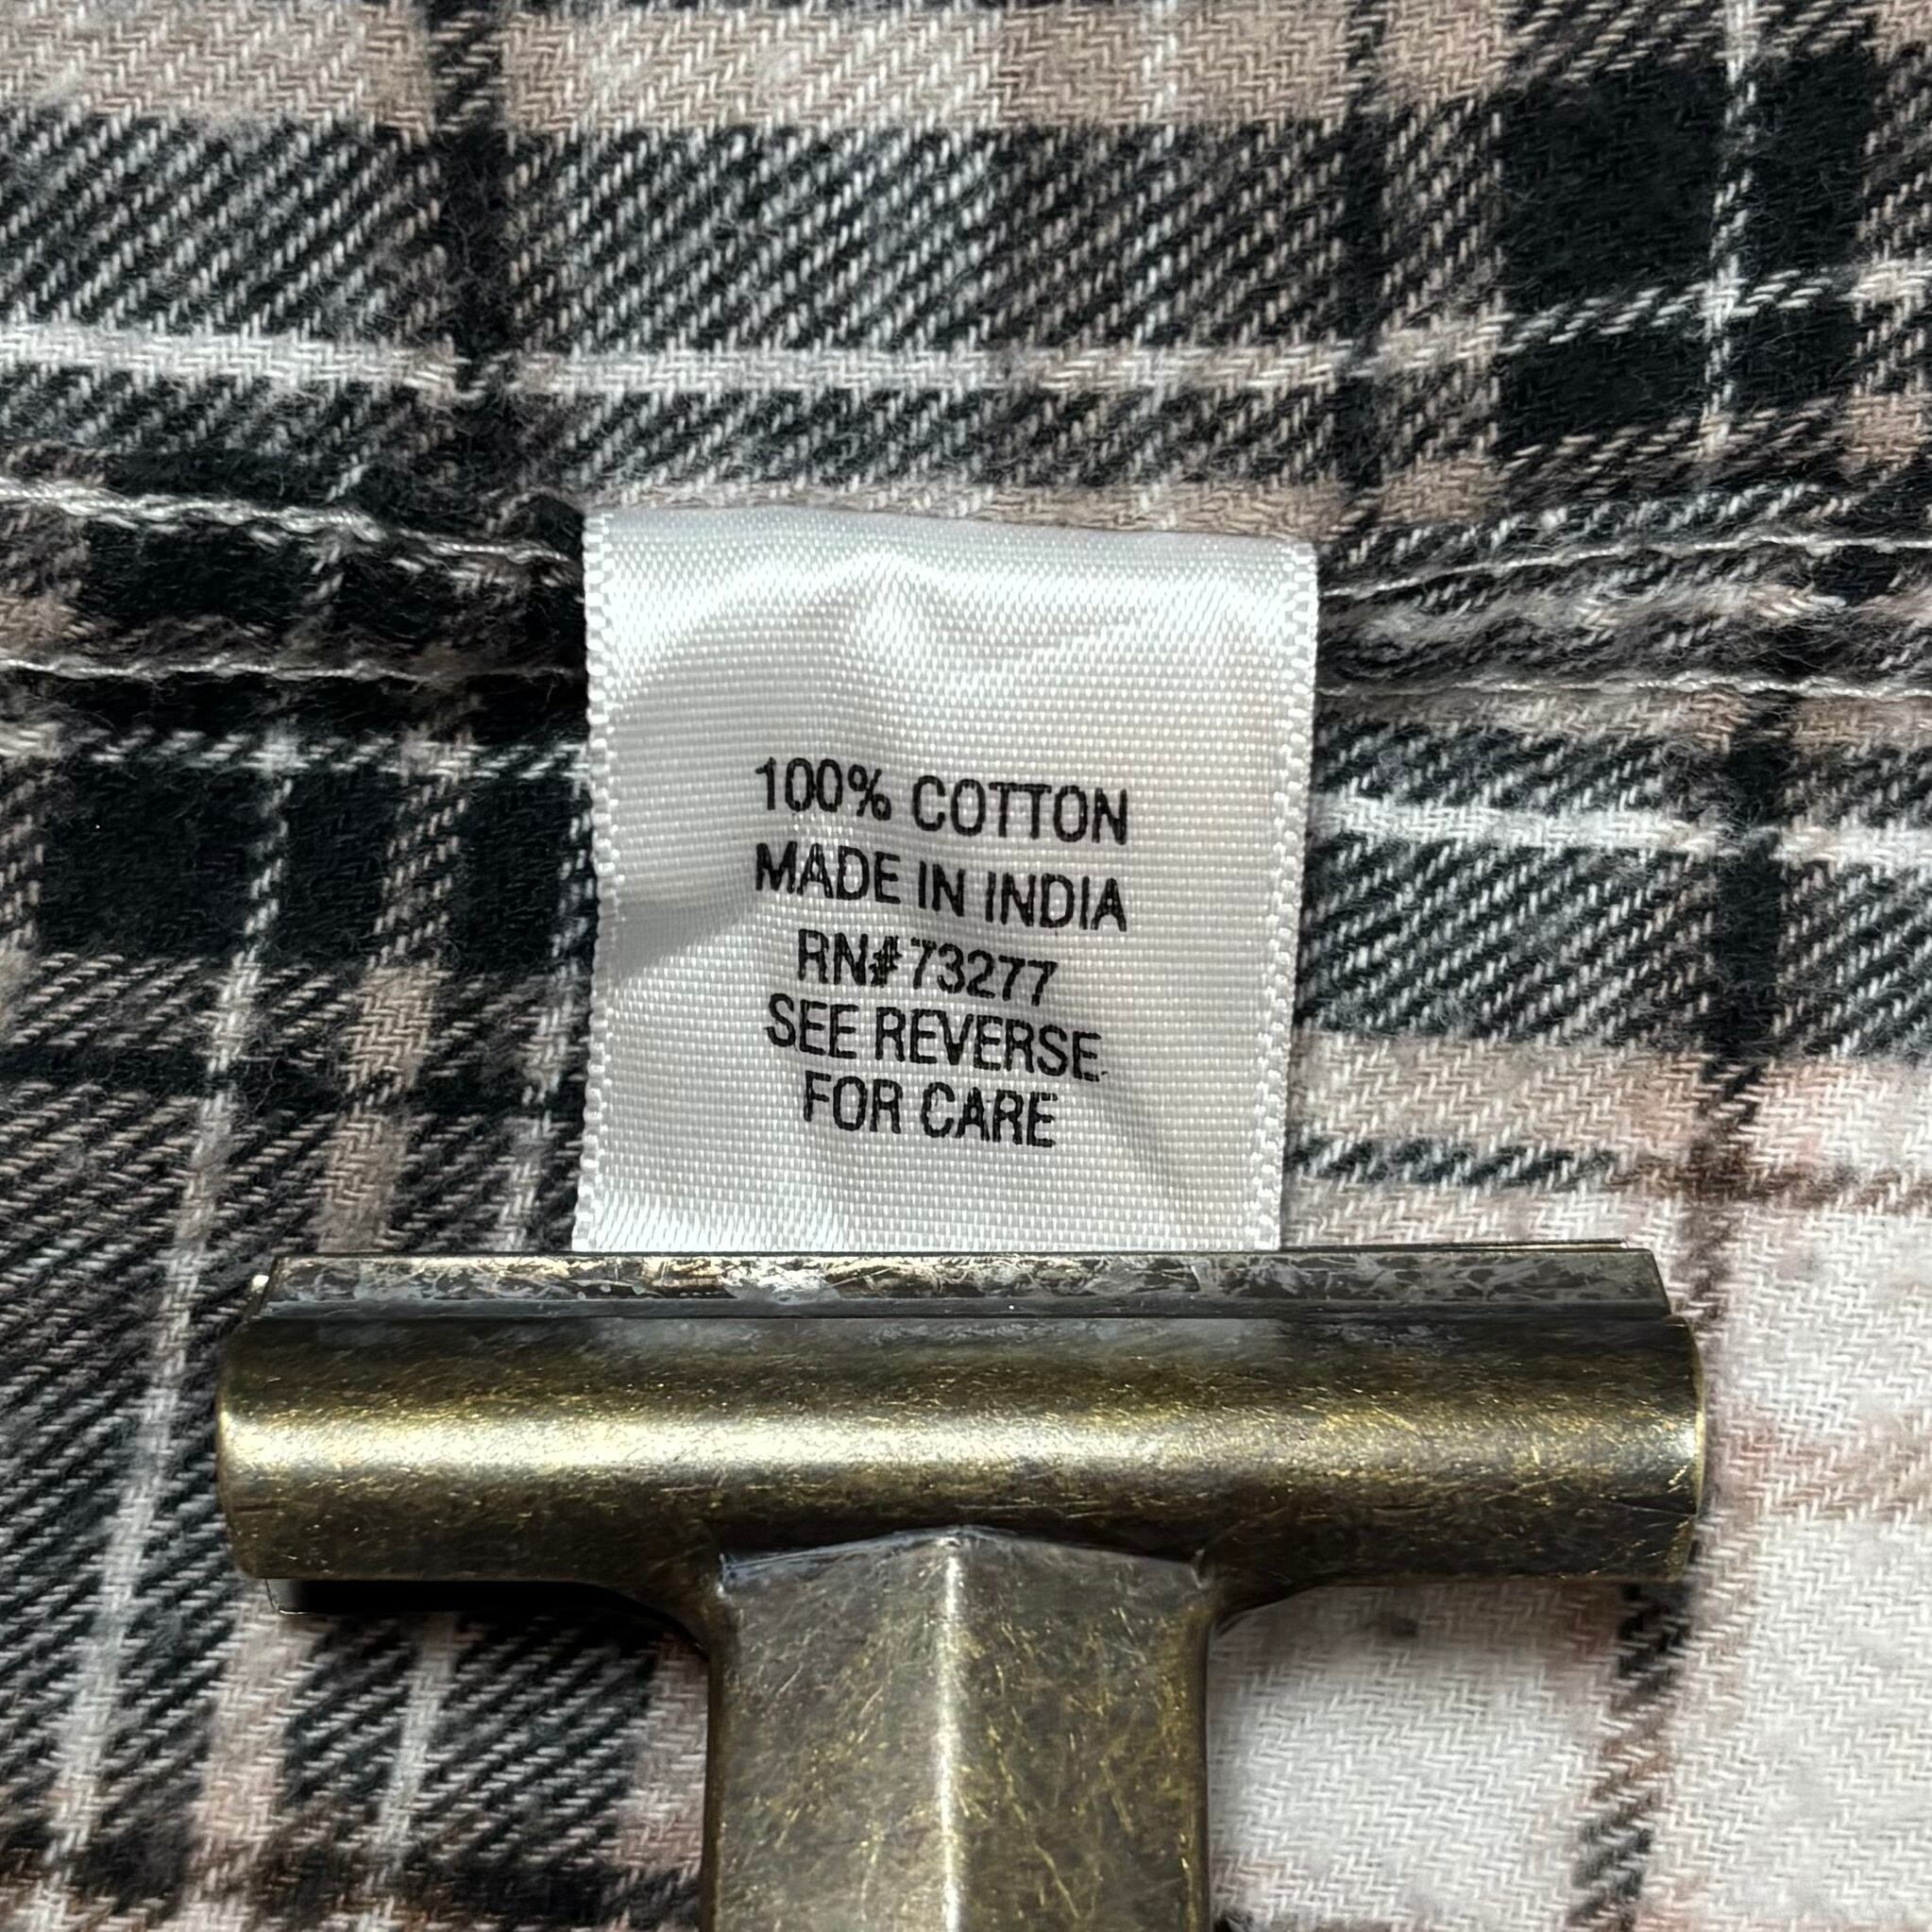 100% COTTON
MADE IN INDIA
RN#73277
SEE REVERSE
FOR CARE